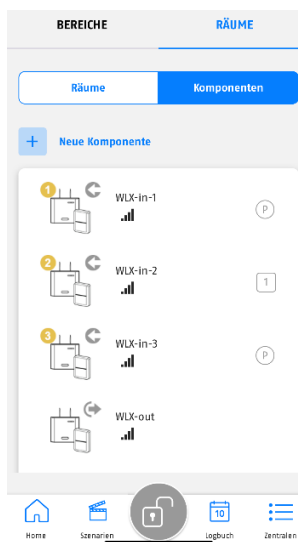 BEREICHE RÄUME
Räume Komponenten
+ Neue Komponente
1
WLX-in-1
P
2
WLX-in-2
1
3
WLX-in-3
P
WLX-out
10
Home Szenarien Logbuch Zentralen